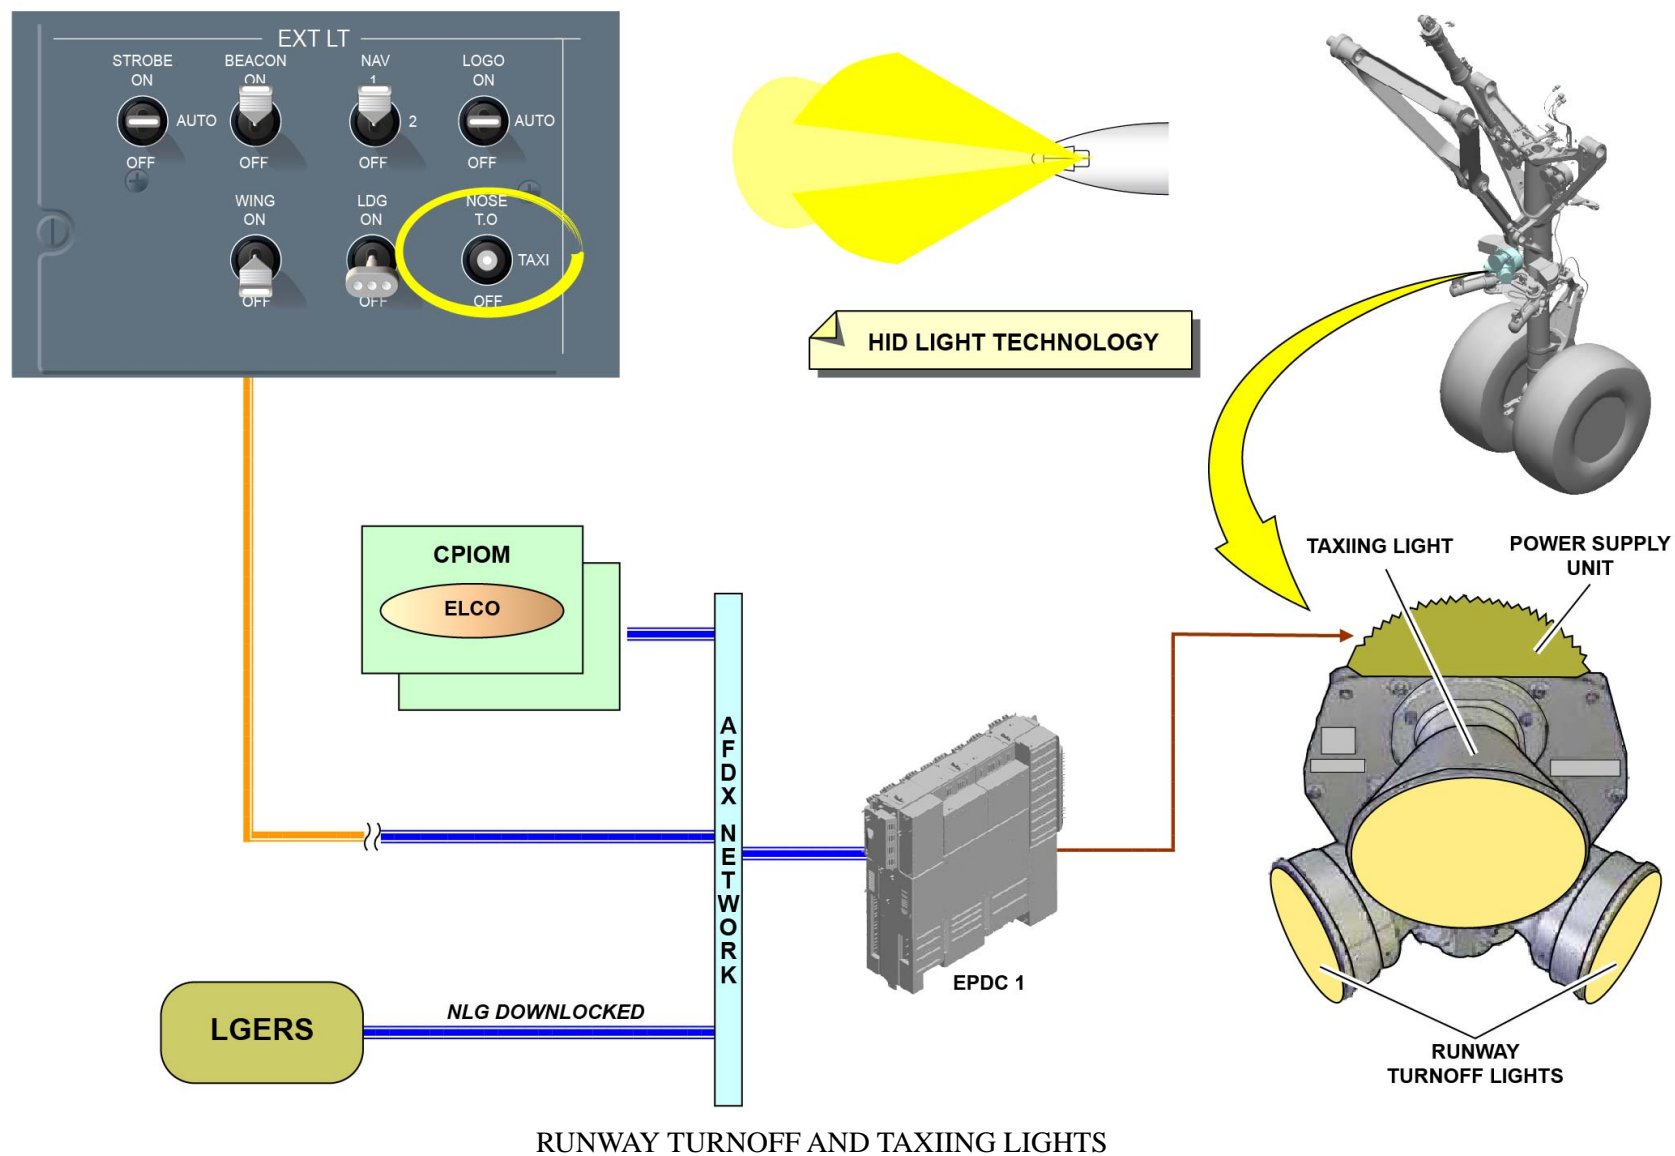 EXT LT
STROBE BEACON NAV LOGO
ON ON 1 ON
AUTO 2 AUTO
OFF OFF OFF OFF
WING LDG NOSE
ON ON T.O
TAXI
OFF OFF OFF
HID LIGHT TECHNOLOGY
TAXIING LIGHT
POWER SUPPLY
UNIT
CPIOM
ELCO
AFDX NETWORK
EPDC 1
LGERS
NLG DOWNLOCKED
RUNWAY
TURNOFF LIGHTS
RUNWAY TURNOFF AND TAXIING LIGHTS